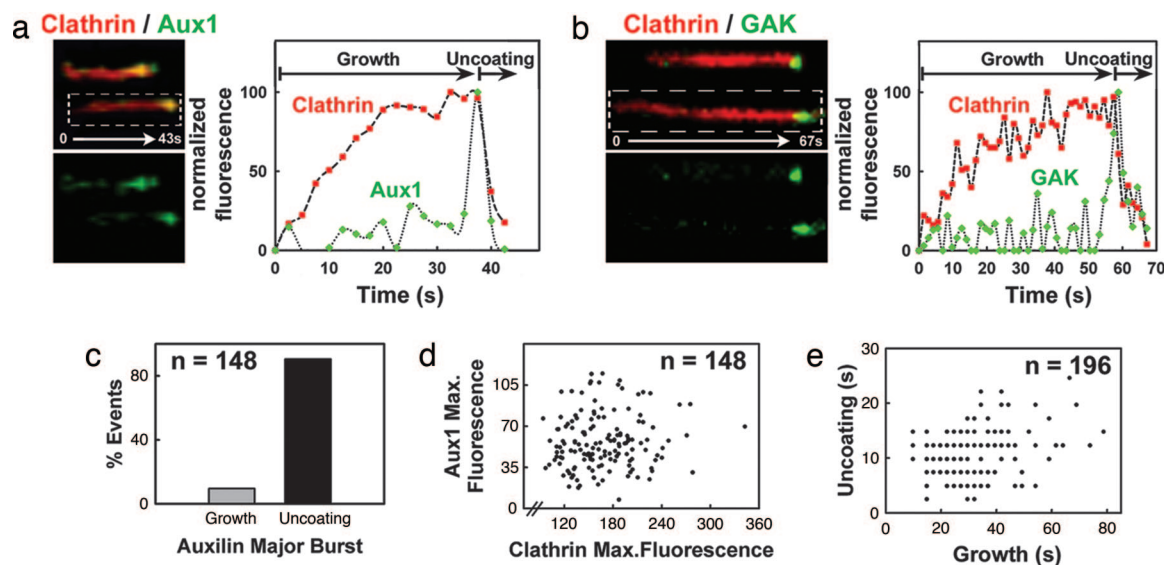 a
Clathrin / Aux1
0 43s
normalized
fluorescence
Growth
Uncoating
100
50
0
Clathrin
Aux1
0 10 20 30 40
Time (s)
b
Clathrin / GAK
0 67s
normalized
fluorescence
Growth
Uncoating
100
50
0
Clathrin
GAK
0 10 20 30 40 50 60 70
Time (s)
c
n = 148
% Events
80
40
0
Growth Uncoating
Auxilin Major Burst
d
n = 148
Aux1 Max.
Fluorescence
105
70
35
0
120 180 240 300 360
Clathrin Max.Fluorescence
e
n = 196
Uncoating (s)
30
20
10
0
0 20 40 60 80
Growth (s)